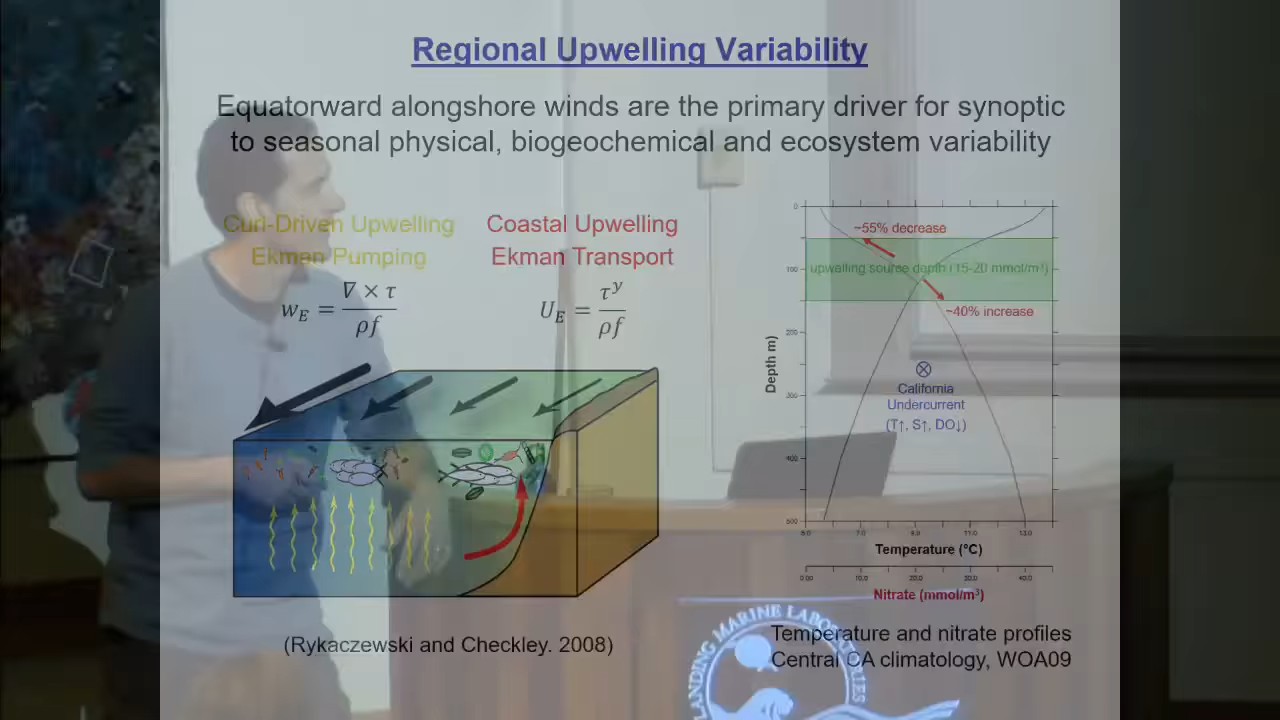 Regional Upwelling Variability
Equatorward alongshore winds are the primary driver for synoptic
to seasonal physical, biogeochemical and ecosystem variability
Curl-Driven Upwelling
Ekman Pumping
w_E = ∇ × τ / ρf
Coastal Upwelling
Ekman Transport
U_E = τ^y / ρf
(Rykaczewski and Checkley. 2008)
0
100
200
300
400
500
Depth m)
~55% decrease
upwelling source depth (15-20 mmol/m³)
~40% increase
California
Undercurrent
(T↑, S↑, DO↓)
5.0 7.0 9.0 11.0 13.0
Temperature (°C)
0.00 10.0 20.0 30.0 40.0
Nitrate (mmol/m³)
Temperature and nitrate profiles
Central CA climatology, WOA09
LANDING MARINE LABORATORIES